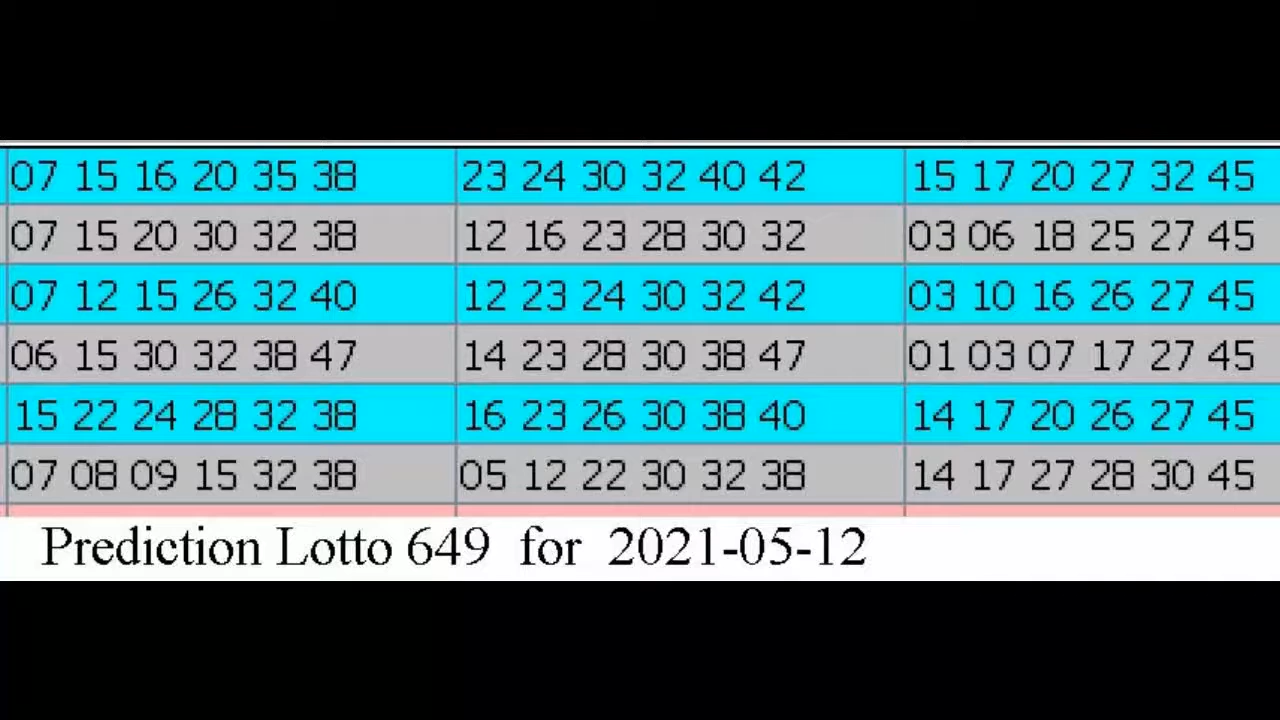 07 15 16 20 35 38 23 24 30 32 40 42 15 17 20 27 32 45
07 15 20 30 32 38 12 16 23 28 30 32 03 06 18 25 27 45
07 12 15 26 32 40 12 23 24 30 32 42 03 10 16 26 27 45
06 15 30 32 38 47 14 23 28 30 38 47 01 03 07 17 27 45
15 22 24 28 32 38 16 23 26 30 38 40 14 17 20 26 27 45
07 08 09 15 32 38 05 12 22 30 32 38 14 17 27 28 30 45
Prediction Lotto 649 for 2021-05-12